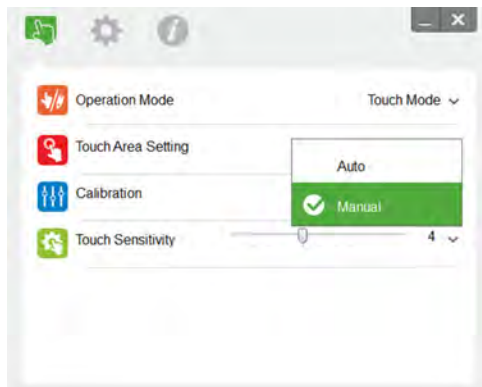 Operation Mode Touch Mode
Touch Area Setting
Auto
Calibration
Manual
Touch Sensitivity 4